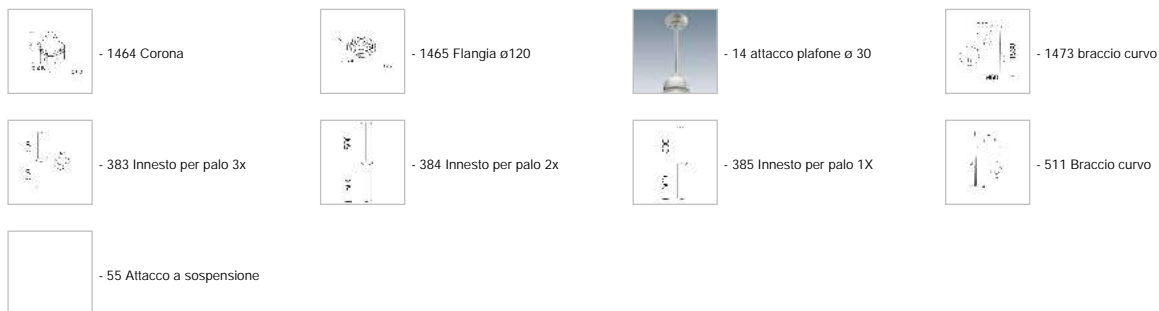 - 1464 Corona
- 1465 Flangia ø120
- 14 attacco plafone ø 30
- 1473 braccio curvo
- 383 Innesto per palo 3x
- 384 Innesto per palo 2x
- 385 Innesto per palo 1X
- 511 Braccio curvo
- 55 Attacco a sospensione